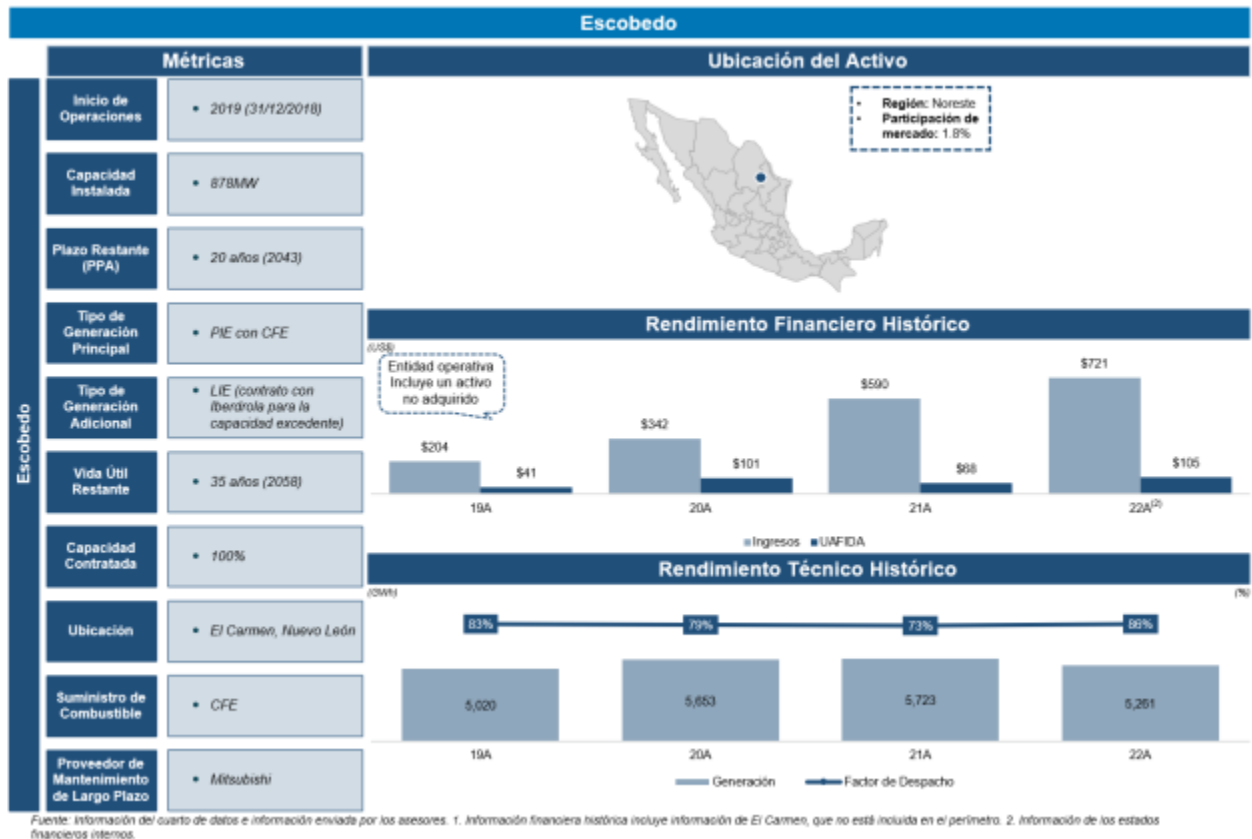 Escobedo
Métricas
Escobedo
Inicio de
Operaciones
• 2019 (31/12/2018)
Capacidad
Instalada
• 878MW
Plazo Restante
(PPA)
• 20 años (2043)
Tipo de
Generación
Principal
• PIE con CFE
Tipo de
Generación
Adicional
• LIE (contrato con
Iberdrola para la
capacidad excedente)
Vida Útil
Restante
• 35 años (2058)
Capacidad
Contratada
• 100%
Ubicación
• El Carmen, Nuevo León
Suministro de
Combustible
• CFE
Proveedor de
Mantenimiento
de Largo Plazo
• Mitsubishi
Ubicación del Activo
• Región: Noreste
• Participación de
mercado: 1.8%
Rendimiento Financiero Histórico
(US$)
Entidad operativa
Incluye un activo
no adquirido
$204
$41
$342
$101
$590
$68
$721
$105
19A
20A
21A
22A(2)
Ingresos
UAFIDA
Rendimiento Técnico Histórico
(GWh)
(%)
83%
79%
73%
86%
5,020
5,653
5,723
5,261
19A
20A
21A
22A
Generación
Factor de Despacho
Fuente: Información del cuarto de datos e información enviada por los asesores. 1. Información financiera histórica incluye información de El Carmen, que no está incluida en el perímetro. 2. Información de los estados
financieros internos.